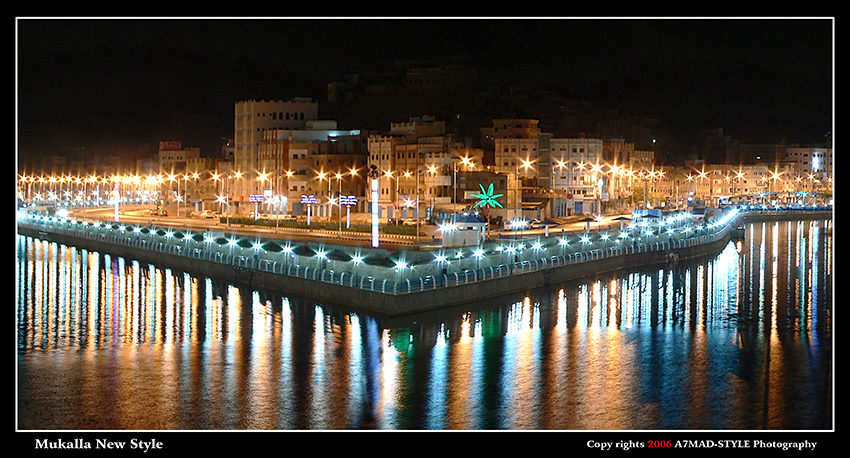 Mukalla New Style
Copy rights 2006 A7MAD-STYLE Photography